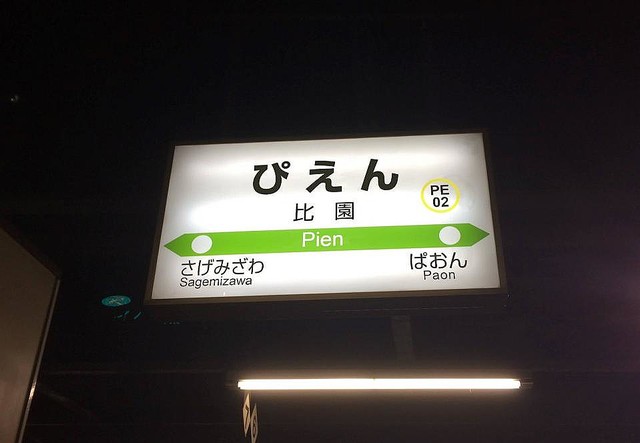 ぴえん
比園
PE
02
Pien
さげみざわ
Sagemizawa
ぱおん
Paon